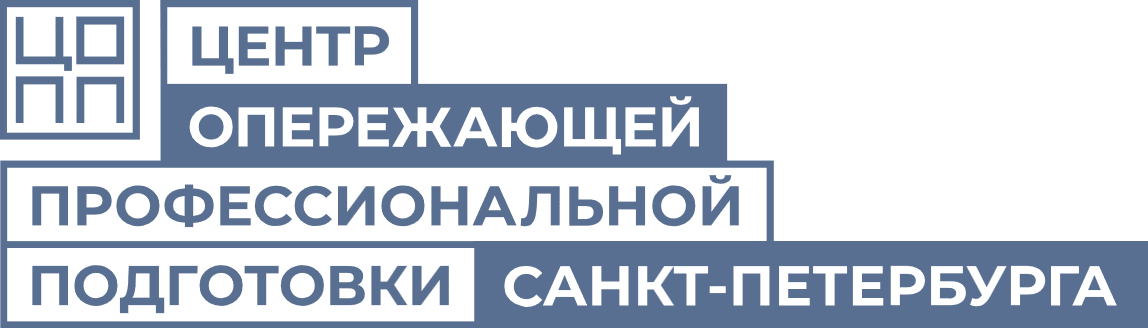 ЦО
ПП
ЦЕНТР
ОПЕРЕЖАЮЩЕЙ
ПРОФЕССИОНАЛЬНОЙ
ПОДГОТОВКИ САНКТ-ПЕТЕРБУРГА